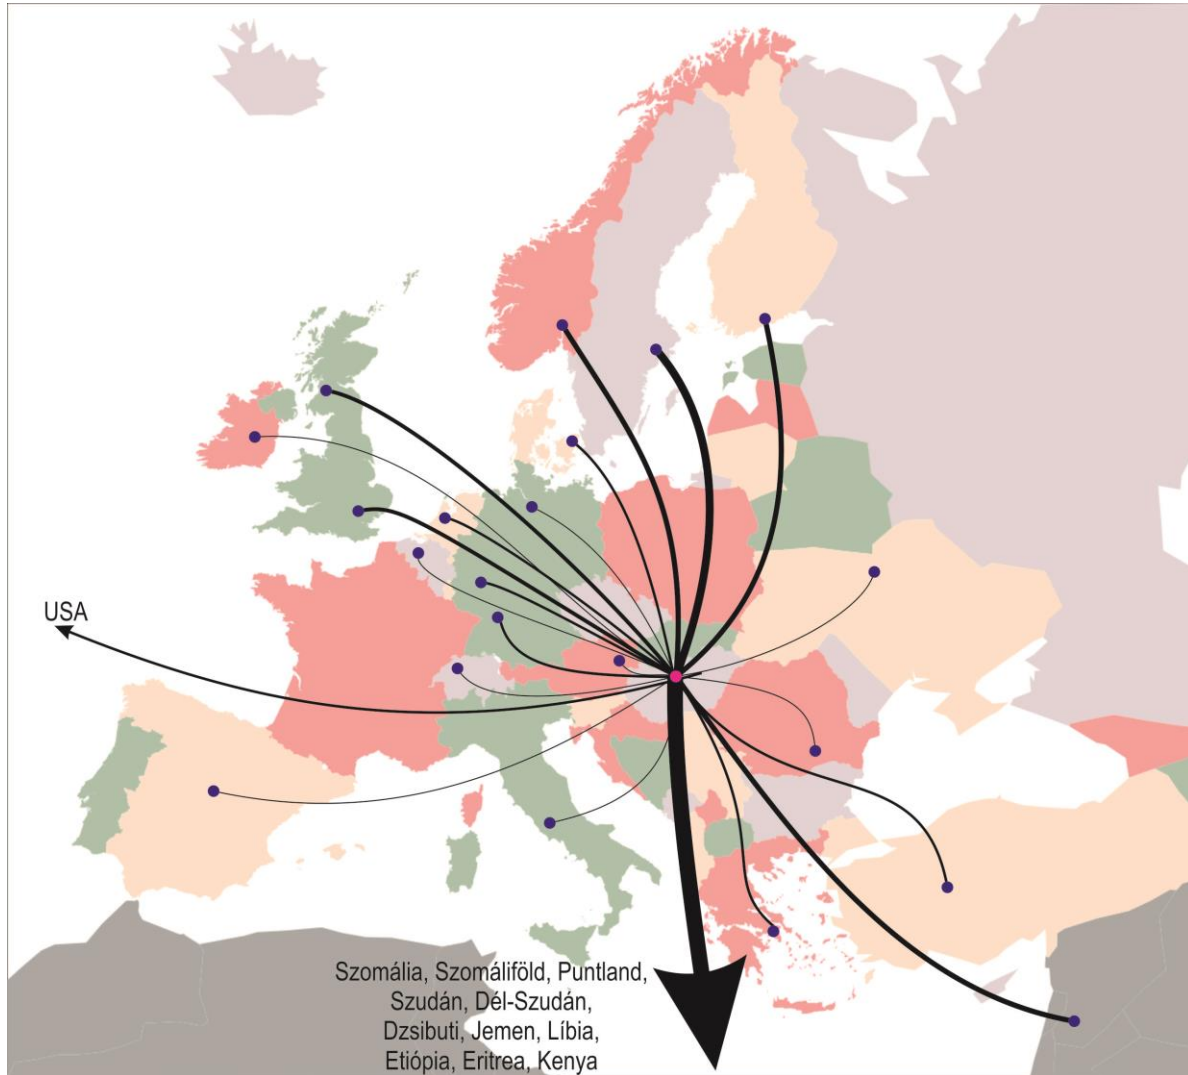 USA
Szomália, Szomáliföld, Puntland,
Szudán, Dél-Szudán,
Dzsibuti, Jemen, Líbia,
Etiópia, Eritrea, Kenya